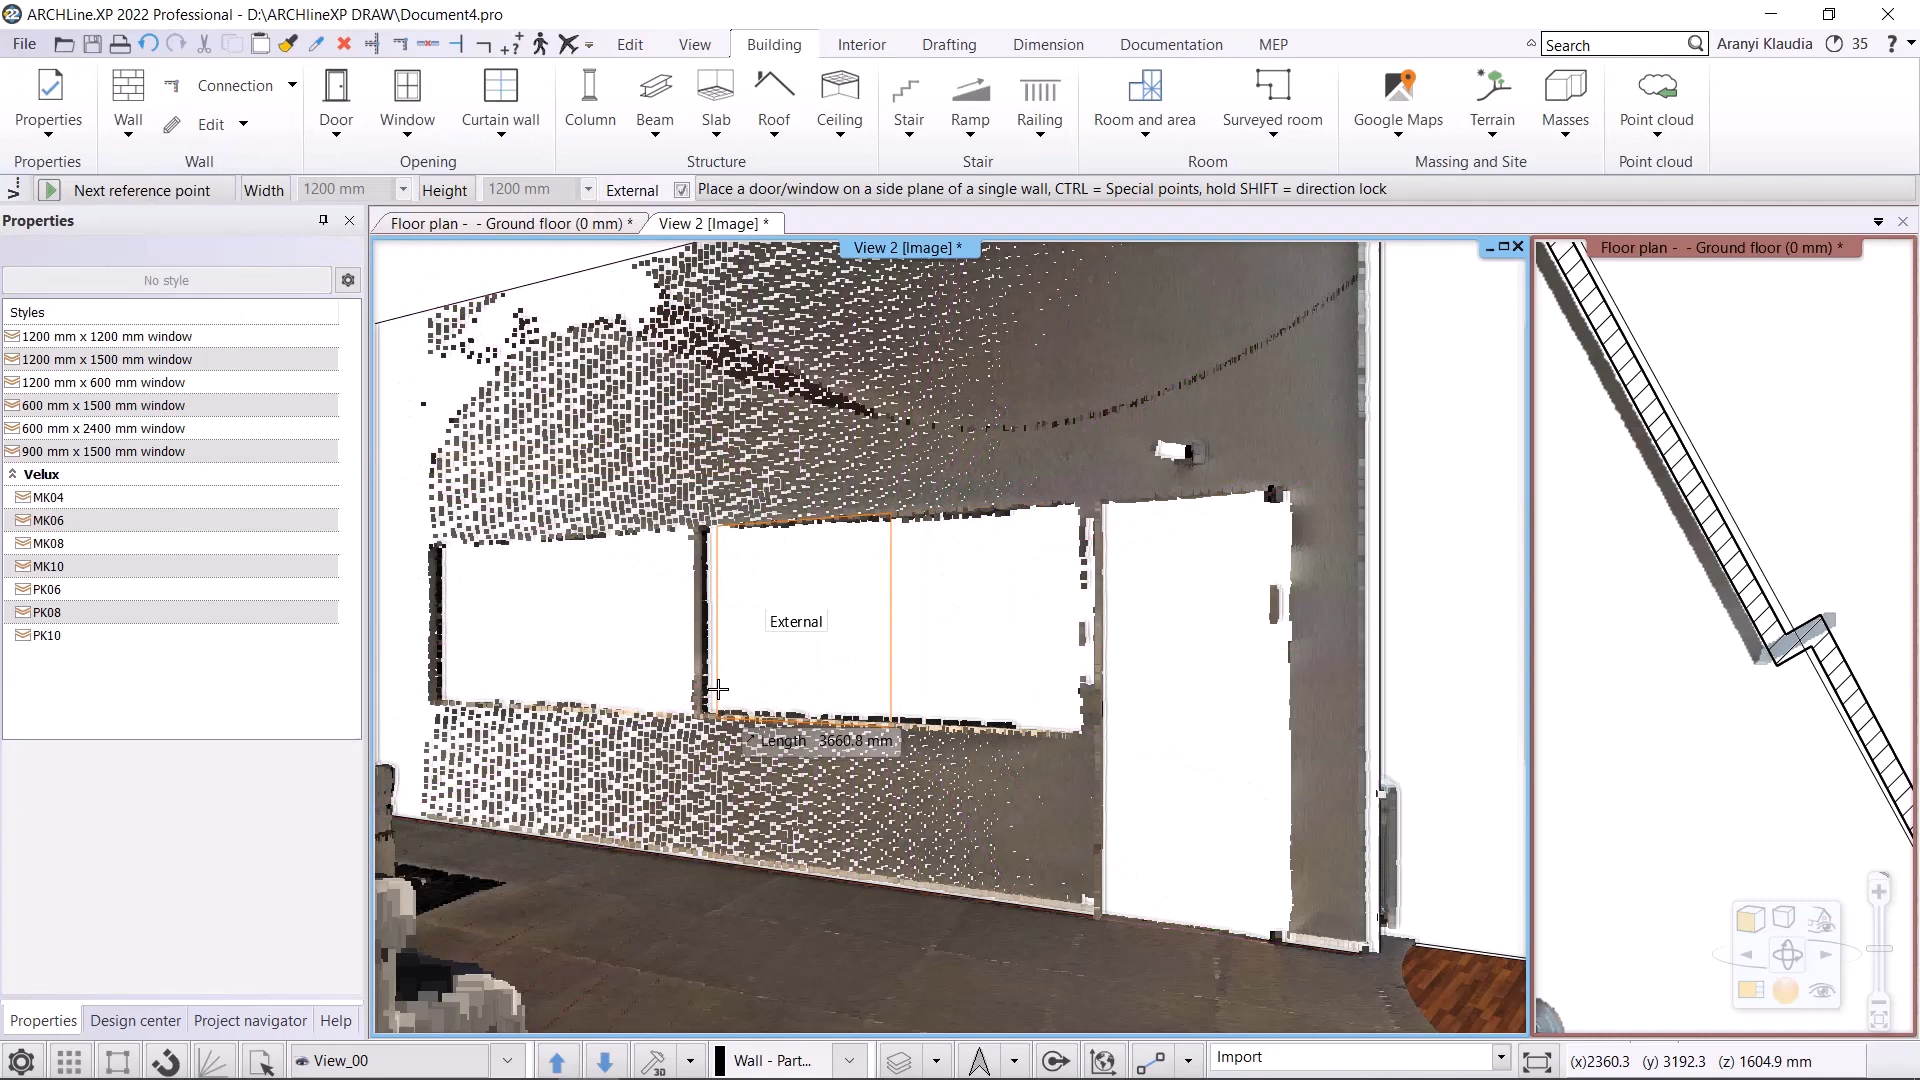 ARCHLine.XP 2022 Professional - D:\ARCHlineXP DRAW\Document4.pro
File Edit View Building Interior Drafting Dimension Documentation MEP Search Aranyi Klaudia 35 ?
Properties Wall Connection Edit Door Window Curtain wall Column Beam Slab Roof Ceiling Stair Ramp Railing Room and area Surveyed room Google Maps Terrain Masses Point cloud
Properties Wall Opening Structure Stair Room Massing and Site Point cloud
Next reference point Width 1200 mm Height 1200 mm External Place a door/window on a side plane of a single wall, CTRL = Special points, hold SHIFT = direction lock
Properties
Floor plan - - Ground floor (0 mm) * View 2 [Image] *
View 2 [Image] * Floor plan - - Ground floor (0 mm) *
No style
Styles
1200 mm x 1200 mm window
1200 mm x 1500 mm window
1200 mm x 600 mm window
600 mm x 1500 mm window
600 mm x 2400 mm window
900 mm x 1500 mm window
Velux
MK04
MK06
MK08
MK10
PK06
PK08
PK10
External
Length 3660.8 mm
Properties Design center Project navigator Help
View_00 3D Wall - Part... Import (x)2360.3 (y) 3192.3 (z) 1604.9 mm